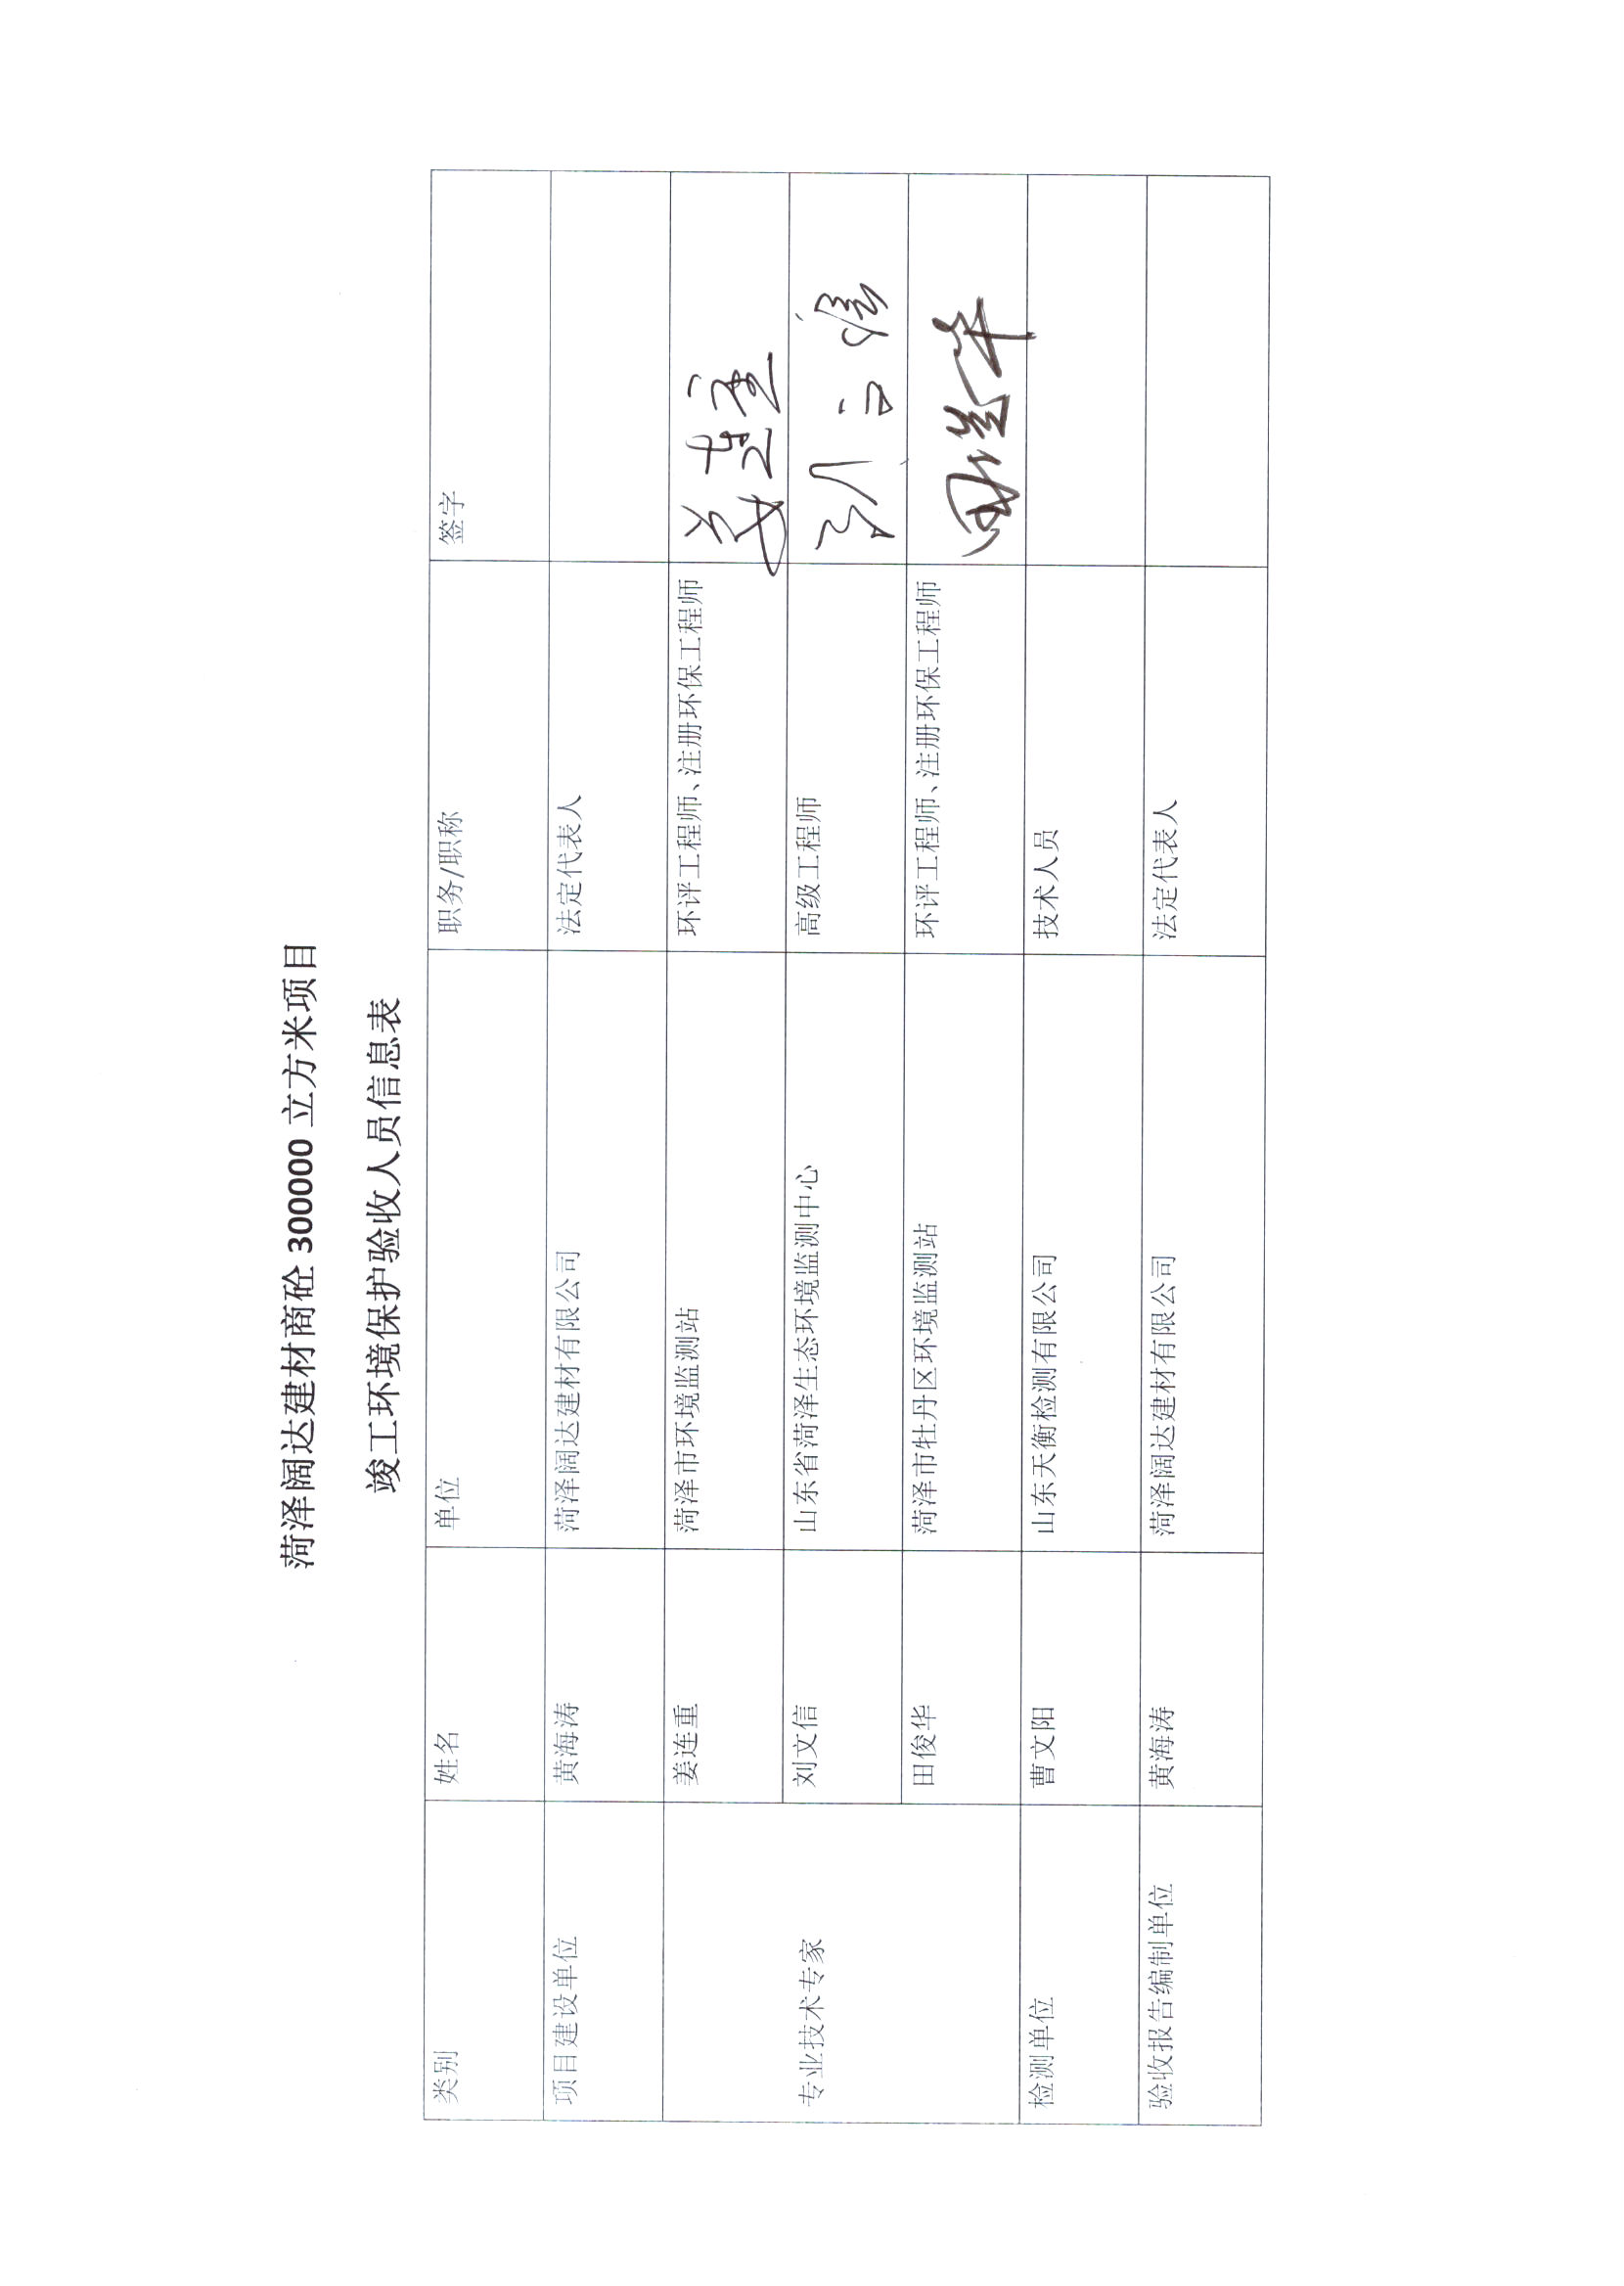 菏泽阔达建材商砼 300000 立方米项目
竣工环境保护验收人员信息表
类别 姓名 单位 职务/职称 签字
项目建设单位 黄海涛 菏泽阔达建材有限公司 法定代表人
专业技术专家 姜连重 菏泽市环境监测站 环评工程师、注册环保工程师
刘文信 山东省菏泽生态环境监测中心 高级工程师
田俊华 菏泽市牡丹区环境监测站 环评工程师、注册环保工程师
检测单位 曹文阳 山东天衡检测有限公司 技术人员
验收报告编制单位 黄海涛 菏泽阔达建材有限公司 法定代表人